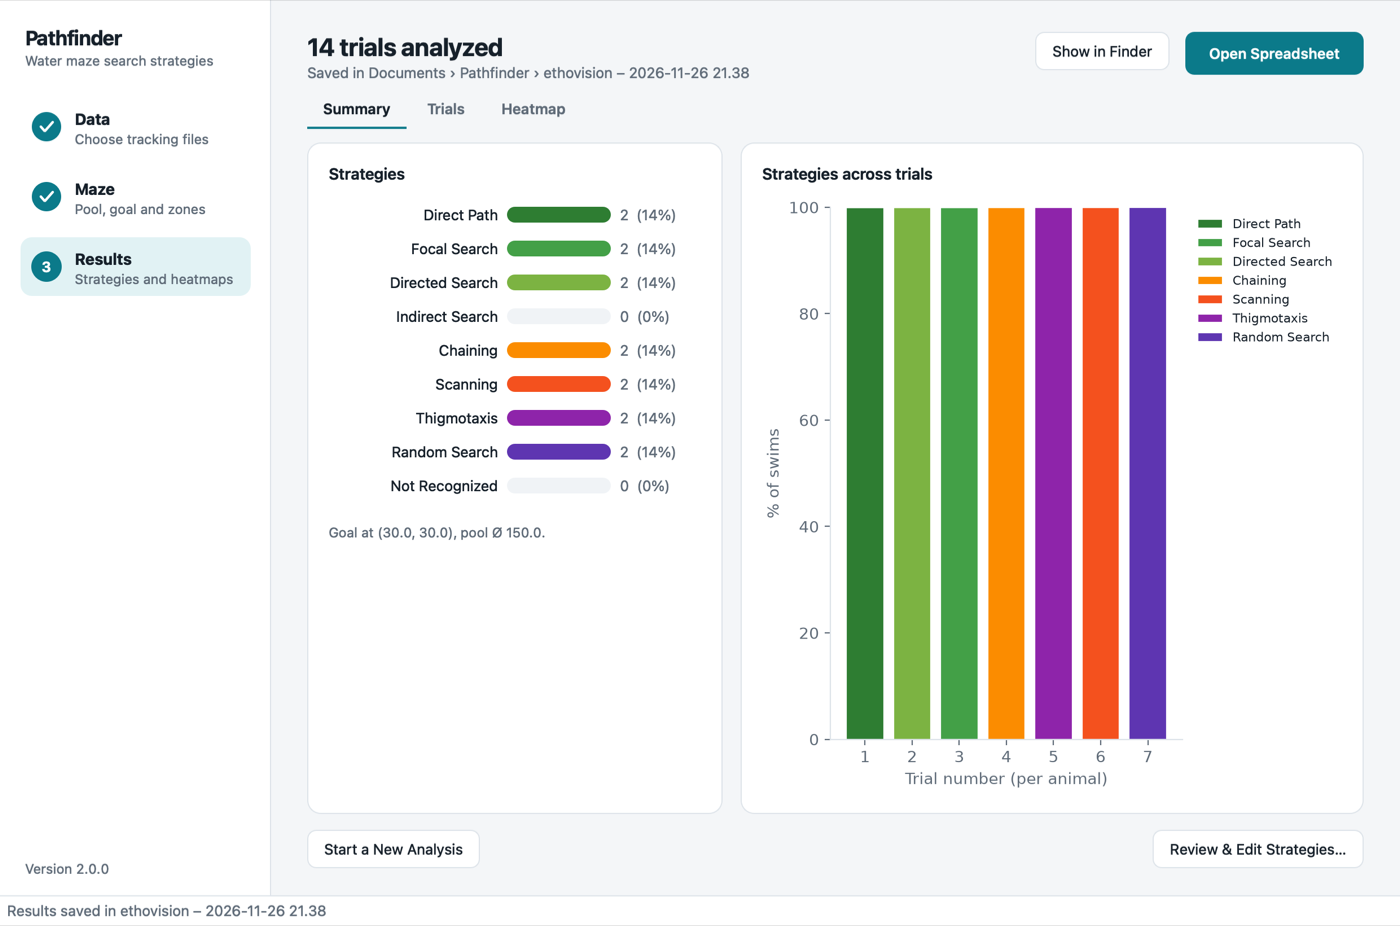 Pathfinder
Water maze search strategies
Data
Choose tracking files
Maze
Pool, goal and zones
3
Results
Strategies and heatmaps
Version 2.0.0
14 trials analyzed
Saved in Documents › Pathfinder › ethovision – 2026-11-26 21.38
Show in Finder
Open Spreadsheet
Summary
Trials
Heatmap
Strategies
Direct Path 2 (14%)
Focal Search 2 (14%)
Directed Search 2 (14%)
Indirect Search 0 (0%)
Chaining 2 (14%)
Scanning 2 (14%)
Thigmotaxis 2 (14%)
Random Search 2 (14%)
Not Recognized 0 (0%)
Goal at (30.0, 30.0), pool Ø 150.0.
Strategies across trials
% of swims
100
80
60
40
20
0
1 2 3 4 5 6 7
Trial number (per animal)
Direct Path
Focal Search
Directed Search
Chaining
Scanning
Thigmotaxis
Random Search
Start a New Analysis
Review & Edit Strategies...
Results saved in ethovision – 2026-11-26 21.38